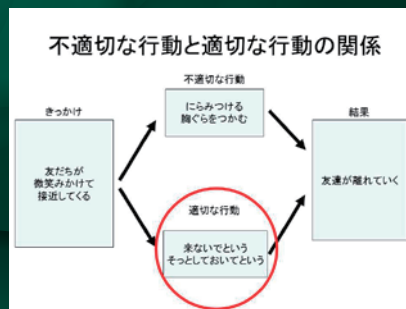 不適切な行動と適切な行動の関係
不適切な行動
きっかけ
にらみつける
胸ぐらをつかむ
結果
友だちが
微笑みかけて
接近してくる
友達が離れていく
適切な行動
来ないでという
そっとしておいてという